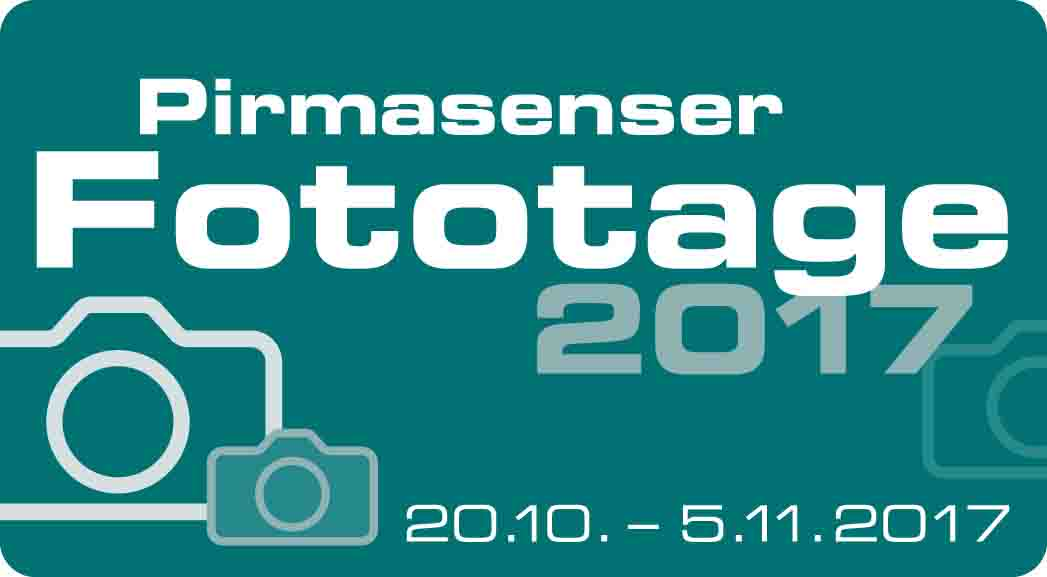 Pirmasenser
Fototage
2017
20.10. – 5.11.2017